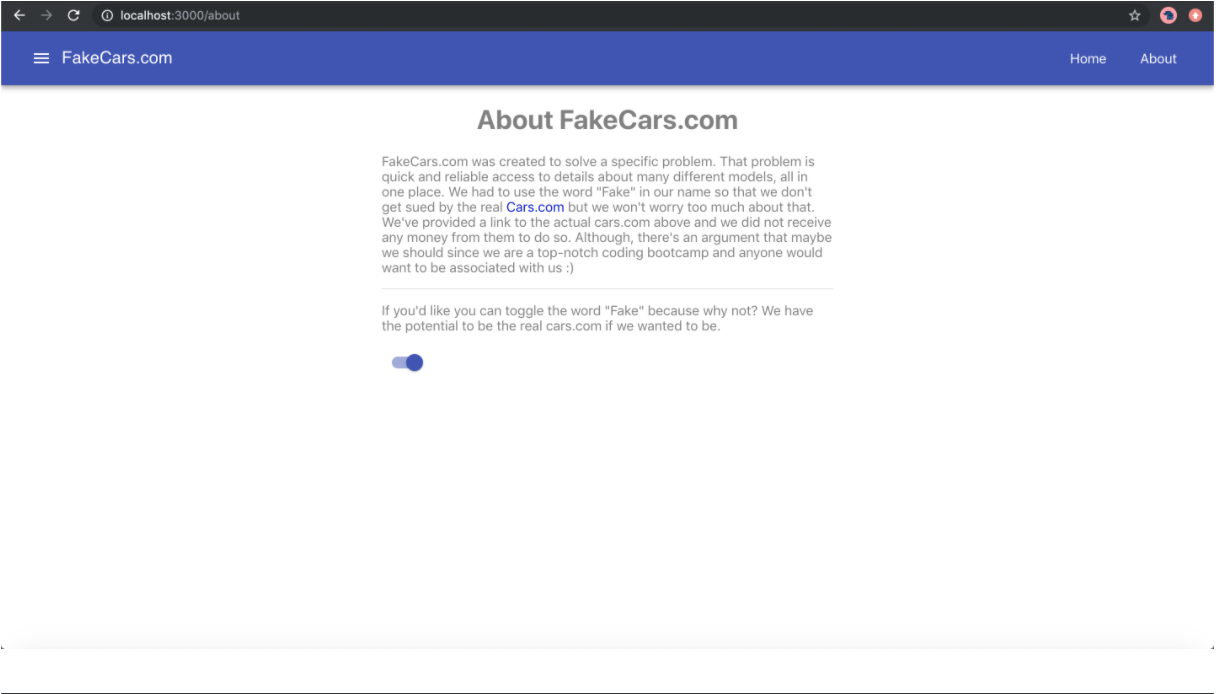 localhost:3000/about
FakeCars.com
Home
About
About FakeCars.com
FakeCars.com was created to solve a specific problem. That problem is
quick and reliable access to details about many different models, all in
one place. We had to use the word "Fake" in our name so that we don't
get sued by the real Cars.com but we won't worry too much about that.
We've provided a link to the actual cars.com above and we did not receive
any money from them to do so. Although, there's an argument that maybe
we should since we are a top-notch coding bootcamp and anyone would
want to be associated with us :)
If you'd like you can toggle the word "Fake" because why not? We have
the potential to be the real cars.com if we wanted to be.